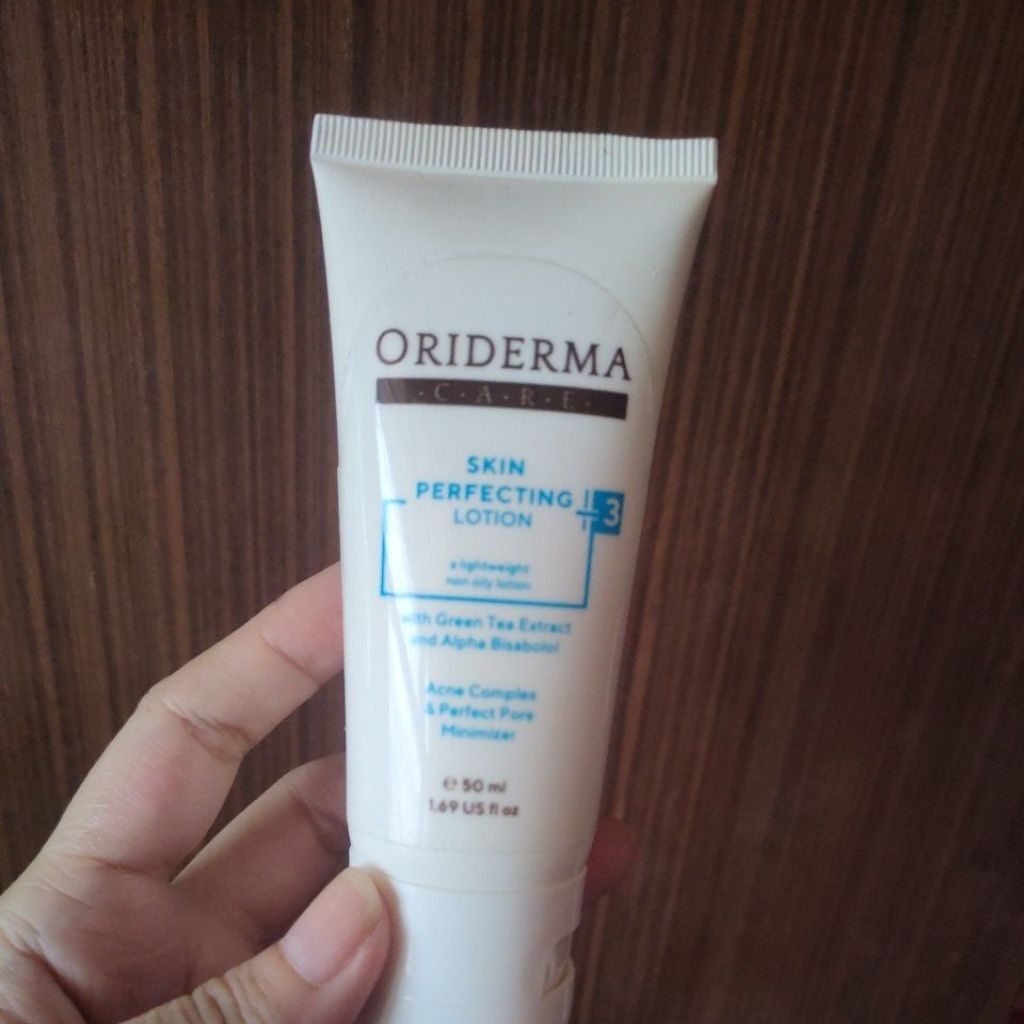 ORIDERMA
·C·A·R·E·
SKIN
PERFECTING +3
LOTION
a lightweight
non oily lotion
with Green Tea Extract
and Alpha Bisabolol
Acne Complex
& Perfect Pore
Minimizer
℮ 50 ml
1.69 US fl oz